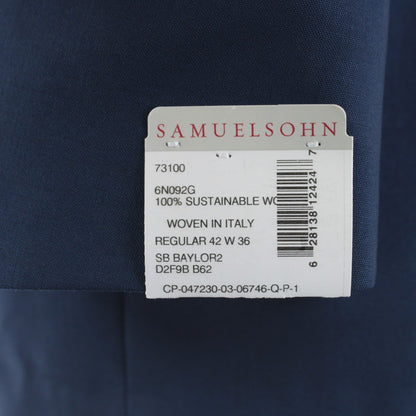 SAMUELSOHN
73100
6N092G
100% SUSTAINABLE WO
WOVEN IN ITALY
REGULAR 42 W 36
SB BAYLOR2
D2F9B B62
CP-047230-03-06746-Q-P-1
6 28138 12424 7